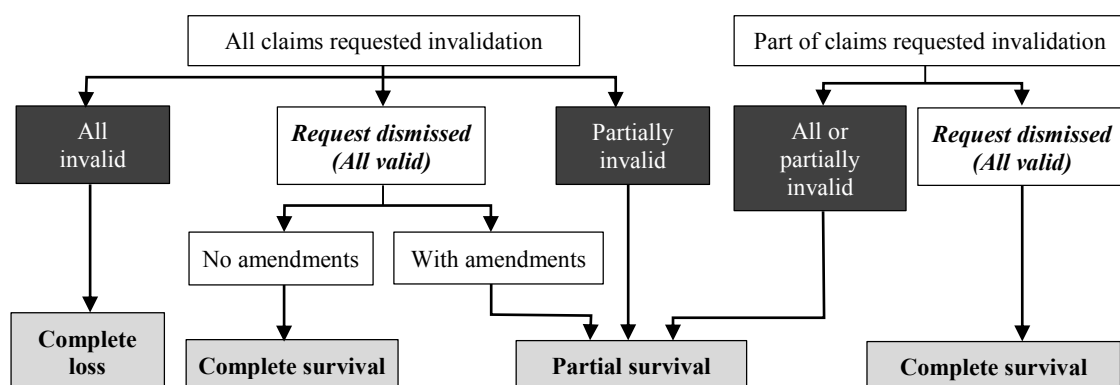 All claims requested invalidation
Part of claims requested invalidation
All
invalid
Request dismissed
(All valid)
Partially
invalid
All or
partially
invalid
Request dismissed
(All valid)
No amendments
With amendments
Complete
loss
Complete survival
Partial survival
Complete survival